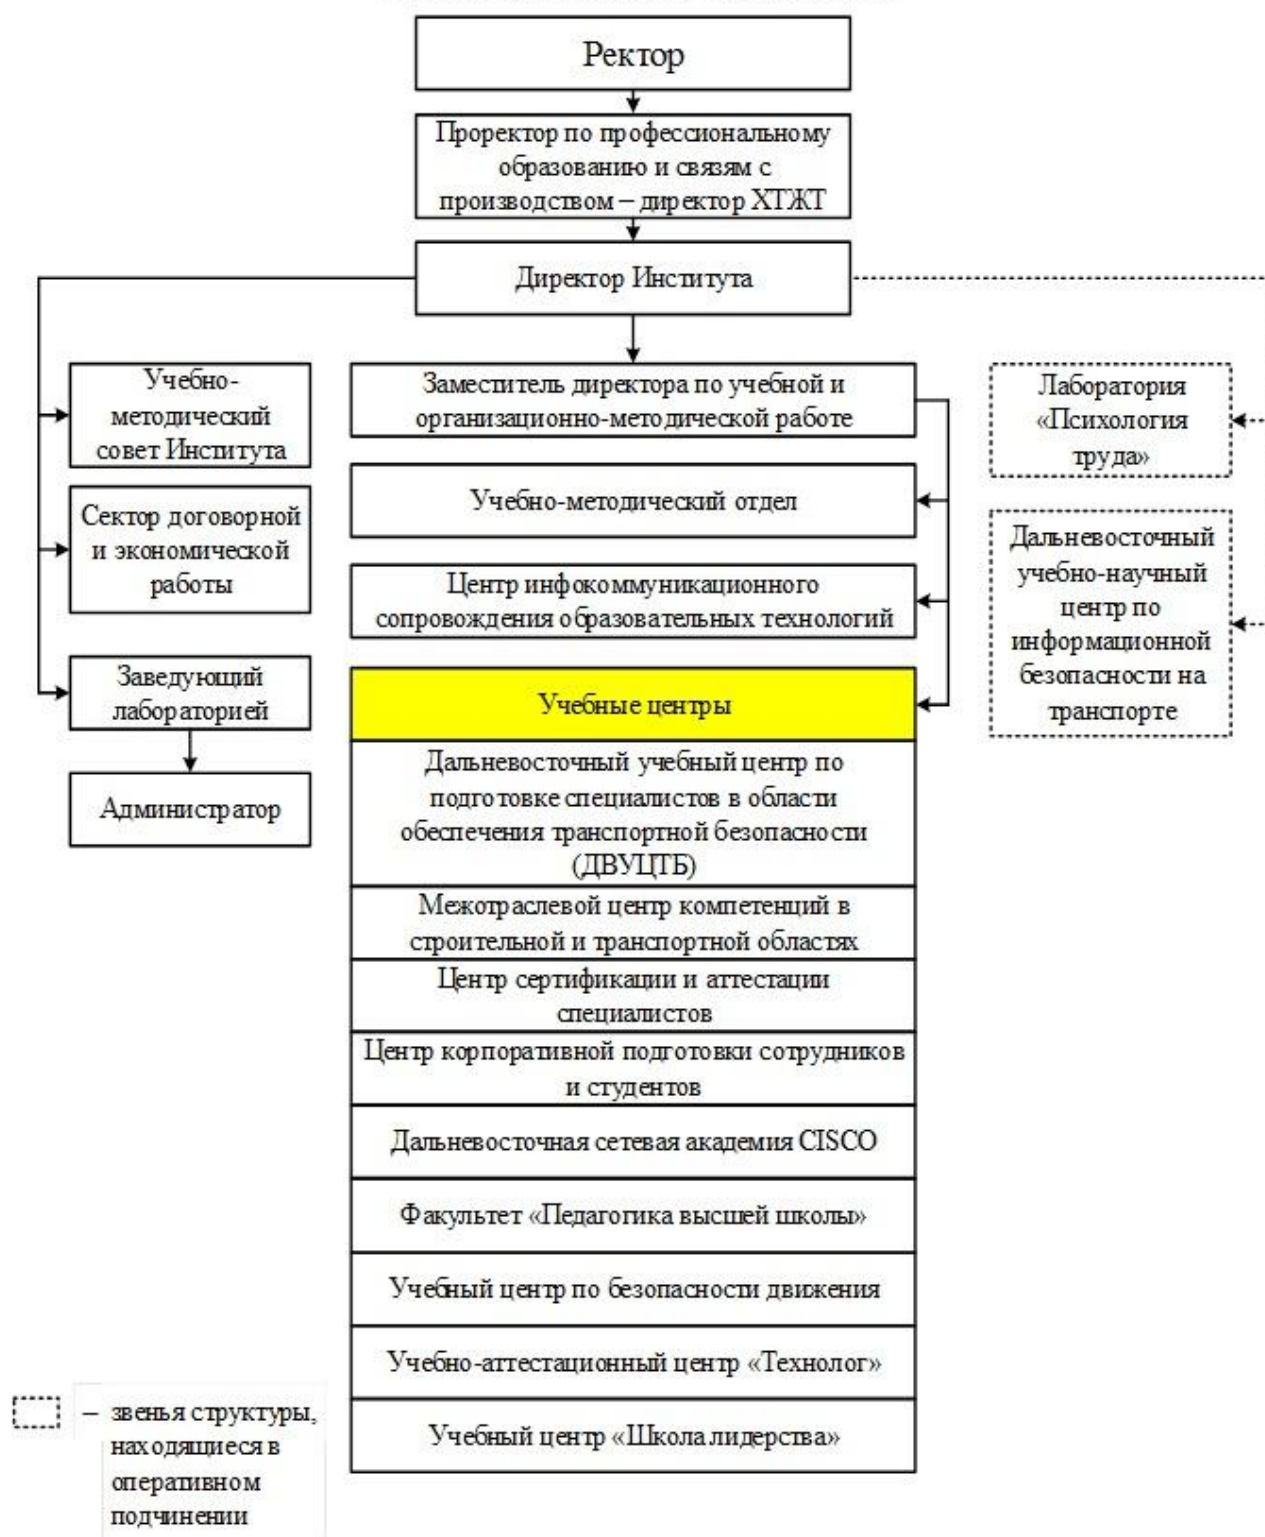 Ректор
Проректор по профессиональному
образованию и связям с
производством – директор ХТЖТ
Директор Института
Учебно-
методический
совет Института
Сектор договорной
и экономической
работы
Заведующий
лабораторией
Администратор
Заместитель директора по учебной и
организационно-методической работе
Учебно-методический отдел
Центр инфокоммуникационного
сопровождения образовательных технологий
Учебные центры
Дальневосточный учебный центр по
подготовке специалистов в области
обеспечения транспортной безопасности
(ДВУЦТБ)
Межотраслевой центр компетенций в
строительной и транспортной областях
Центр сертификации и аттестации
специалистов
Центр корпоративной подготовки сотрудников
и студентов
Дальневосточная сетевая академия CISCO
Факультет «Педагогика высшей школы»
Учебный центр по безопасности движения
Учебно-аттестационный центр «Технолог»
Учебный центр «Школа лидерства»
Лаборатория
«Психология
труда»
Дальневосточный
учебно-научный
центр по
информационной
безопасности на
транспорте
– звенья структуры,
находящиеся в
оперативном
подчинении